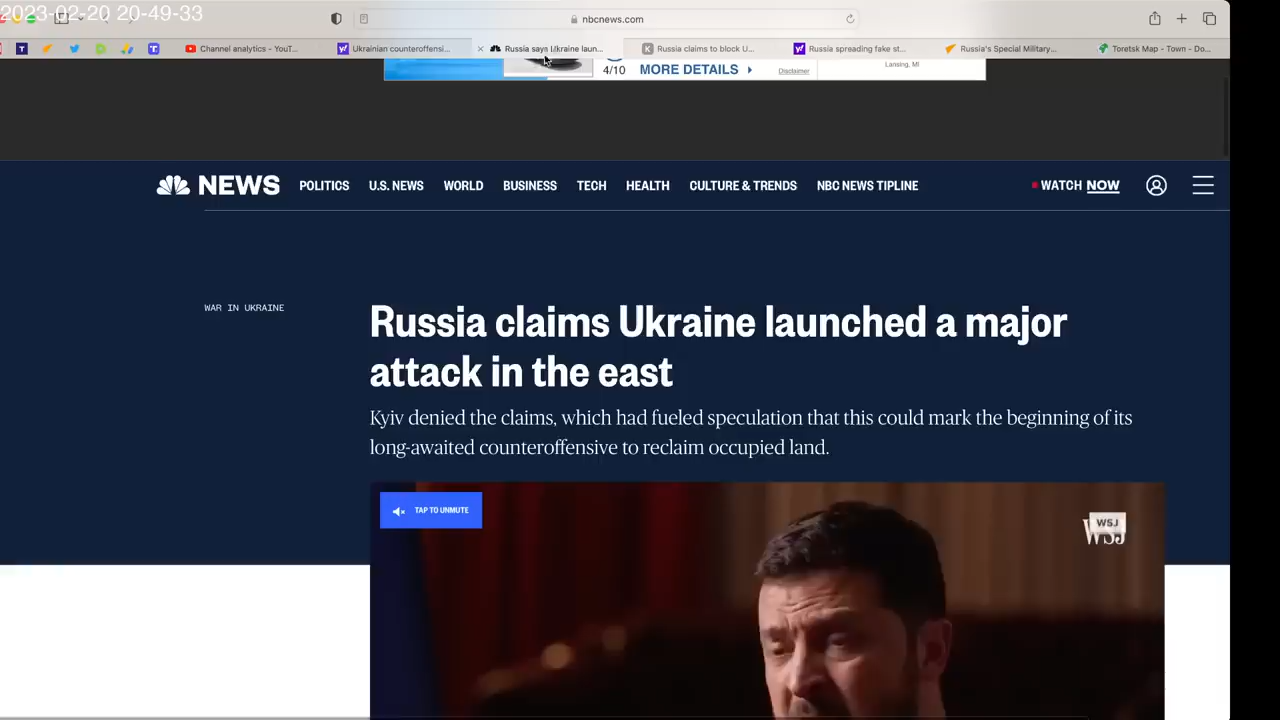 2023-02-20 20-49-33
nbcnews.com
Channel analytics - YouT...
Ukrainian counteroffensi...
Russia says Ukraine laun...
Russia claims to block U...
Russia spreading fake st...
Russia's Special Military...
Toretsk Map - Town - Do...
4/10
MORE DETAILS
Disclaimer
Lansing, MI
NEWS
POLITICS
U.S. NEWS
WORLD
BUSINESS
TECH
HEALTH
CULTURE & TRENDS
NBC NEWS TIPLINE
WATCH NOW
WAR IN UKRAINE
Russia claims Ukraine launched a major
attack in the east
Kyiv denied the claims, which had fueled speculation that this could mark the beginning of its
long-awaited counteroffensive to reclaim occupied land.
TAP TO UNMUTE
WSJ
WSJ